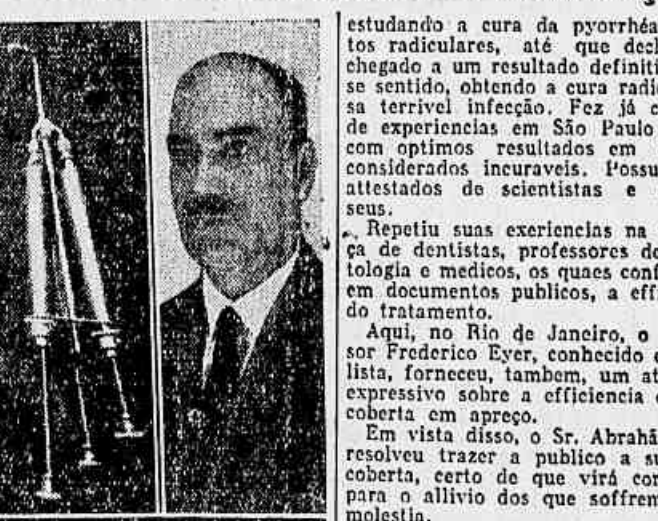 estudando a cura da pyorrhéa
tos radiculares, até que decl
chegado a um resultado definiti
se sentido, obtendo a cura radi
sa terrivel infecção. Fez já c
de experiencias em São Paulo
com optimos resultados em
considerados incuraveis. Possu
attestados de scientistas e
seus.
Repetiu suas exeriencias na
ça de dentistas, professores de
tologia e medicos, os quaes conf
em documentos publicos, a eff
do tratamento.
Aqui, no Rio de Janeiro, o
sor Frederico Eyer, conhecido e
lista, forneceu, tambem, um at
expressivo sobre a efficiencia
coberta em apreço.
Em vista disso, o Sr. Abrahã
resolveu trazer a publico a su
coberta, certo de que virá con
para o allivio dos que soffrem
molestia.